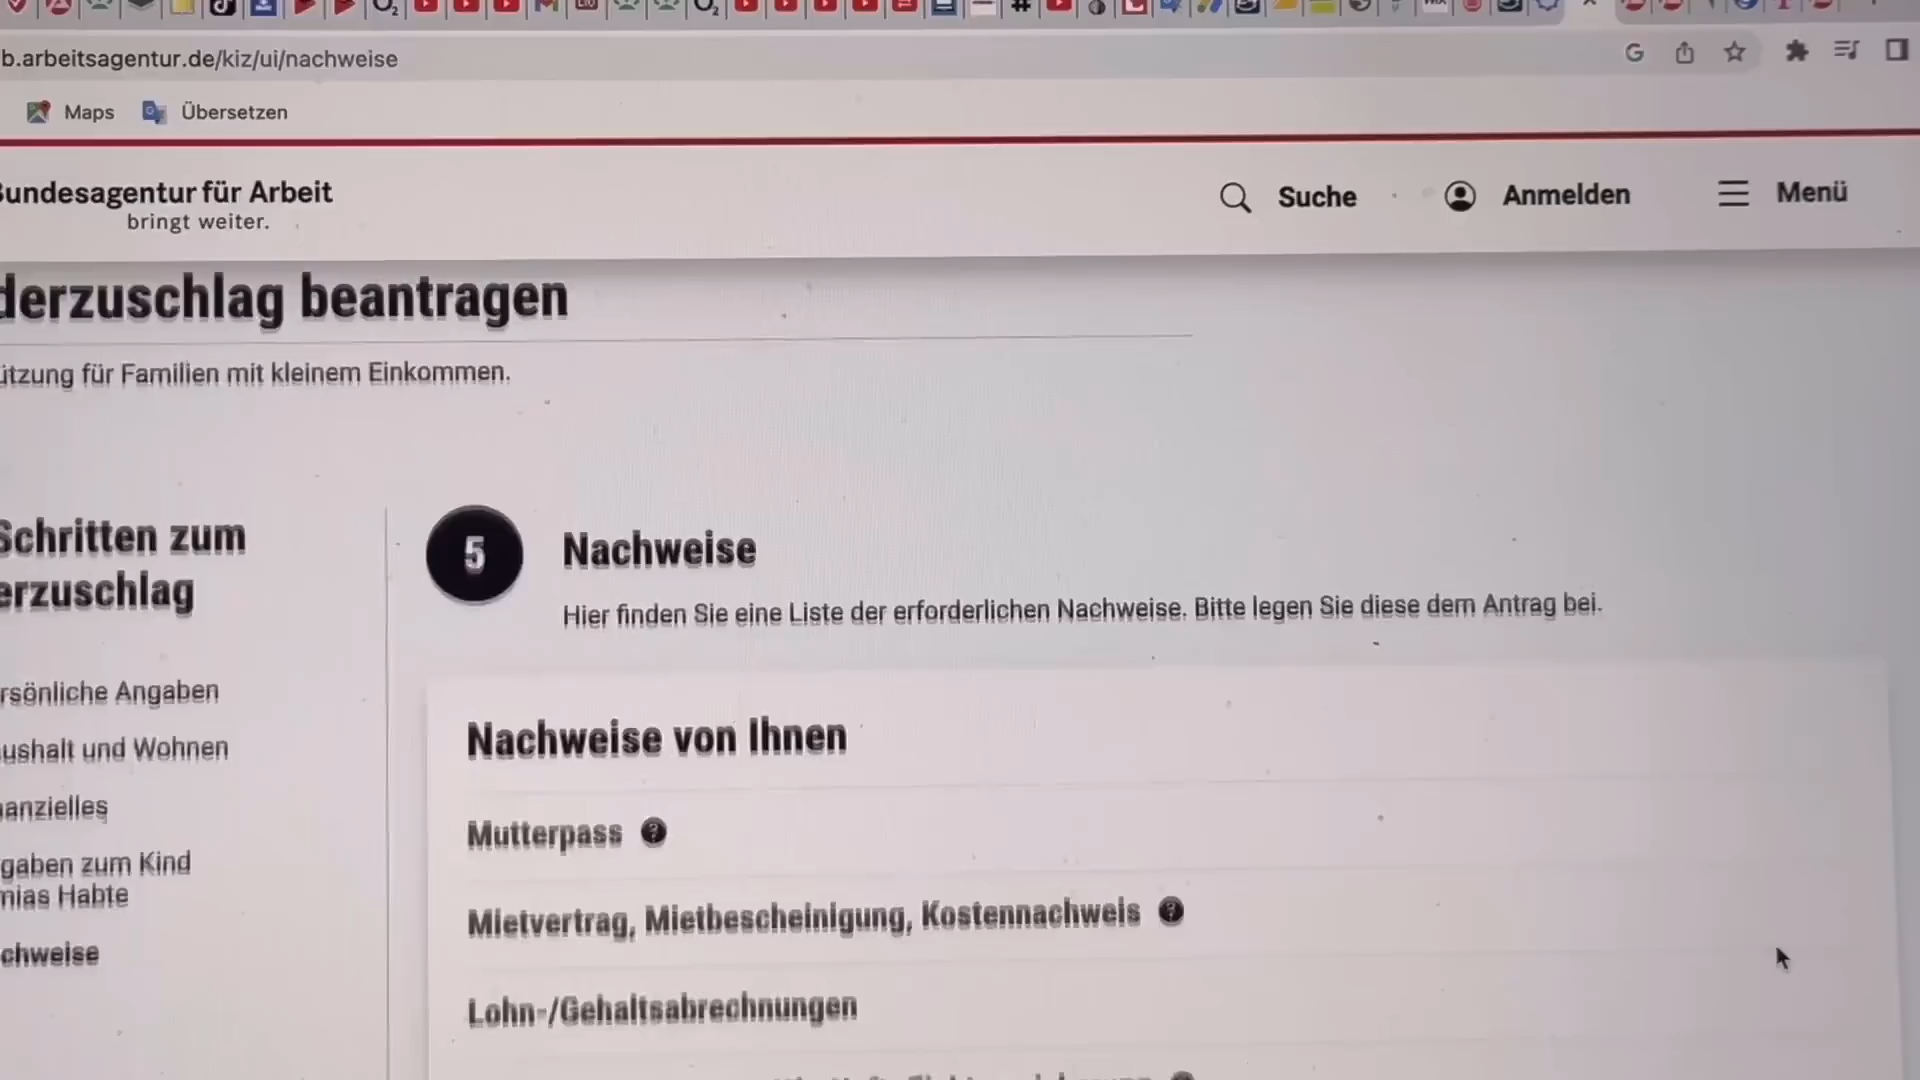 b.arbeitsagentur.de/kiz/ui/nachweise
Maps Übersetzen
Bundesagentur für Arbeit
bringt weiter.
Suche Anmelden Menü
derzuschlag beantragen
ützung für Familien mit kleinem Einkommen.
Schritten zum
erzuschlag
5 Nachweise
Hier finden Sie eine Liste der erforderlichen Nachweise. Bitte legen Sie diese dem Antrag bei.
rsönliche Angaben
ushalt und Wohnen
anzielles
gaben zum Kind
nias Habte
chweise
Nachweise von Ihnen
Mutterpass ?
Mietvertrag, Mietbescheinigung, Kostennachweis ?
Lohn-/Gehaltsabrechnungen